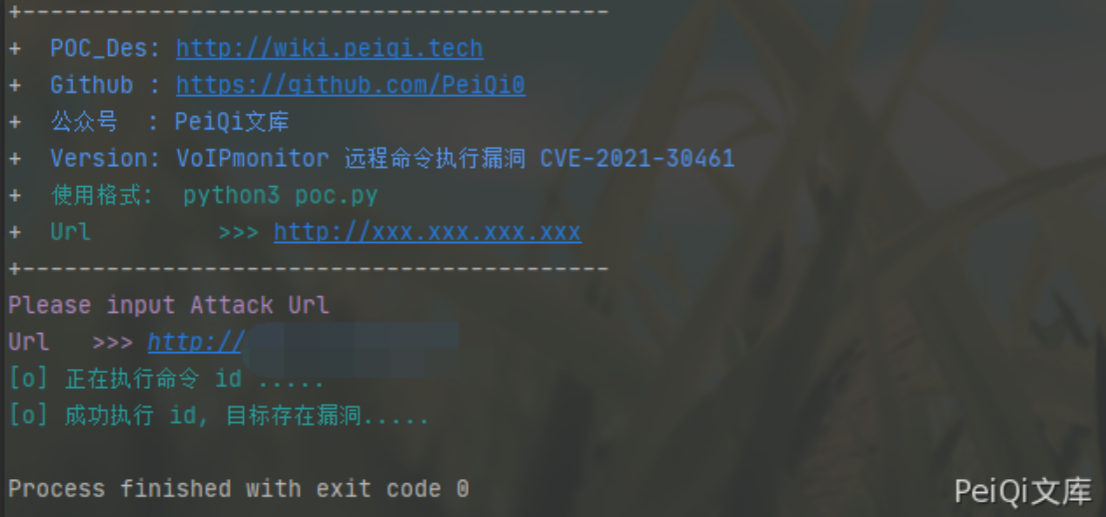 +------------------------------------------
+  POC_Des: http://wiki.peiqi.tech
+  Github : https://github.com/PeiQi0
+  公众号  : PeiQi文库
+  Version: VoIPmonitor 远程命令执行漏洞 CVE-2021-30461
+  使用格式:  python3 poc.py
+  Url         >>> http://xxx.xxx.xxx.xxx
+------------------------------------------
Please input Attack Url
Url   >>> http://
[o] 正在执行命令 id .....
[o] 成功执行 id, 目标存在漏洞.....
Process finished with exit code 0
PeiQi文库